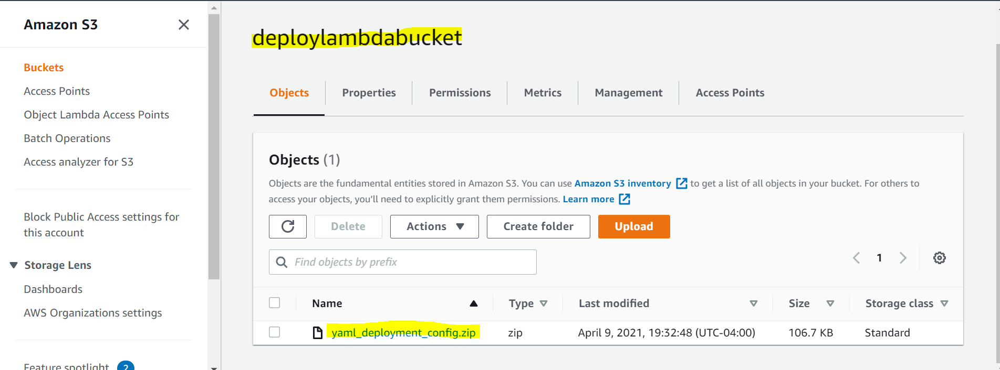 Amazon S3
Buckets
Access Points
Object Lambda Access Points
Batch Operations
Access analyzer for S3
Block Public Access settings for
this account
Storage Lens
Dashboards
AWS Organizations settings
Feature spotlight 2
deploylambdabucket
Objects Properties Permissions Metrics Management Access Points
Objects (1)
Objects are the fundamental entities stored in Amazon S3. You can use Amazon S3 inventory to get a list of all objects in your bucket. For others to
access your objects, you’ll need to explicitly grant them permissions. Learn more
Delete Actions Create folder Upload
Find objects by prefix
1
Name Type Last modified Size Storage class
yaml_deployment_config.zip zip April 9, 2021, 19:32:48 (UTC-04:00) 106.7 KB Standard